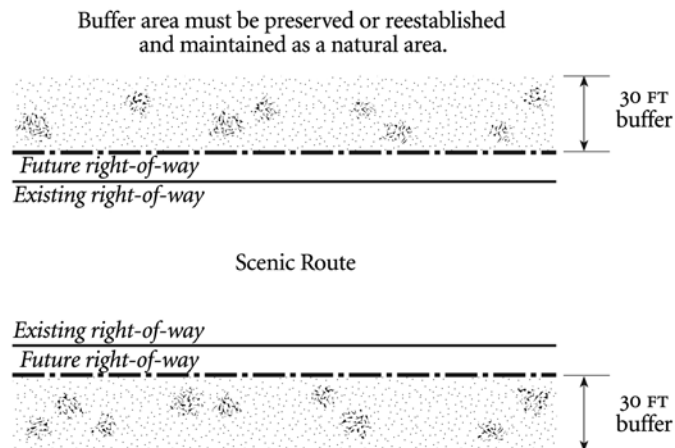 Buffer area must be preserved or reestablished
and maintained as a natural area.
30 FT
buffer
Future right-of-way
Existing right-of-way
Scenic Route
Existing right-of-way
Future right-of-way
30 FT
buffer